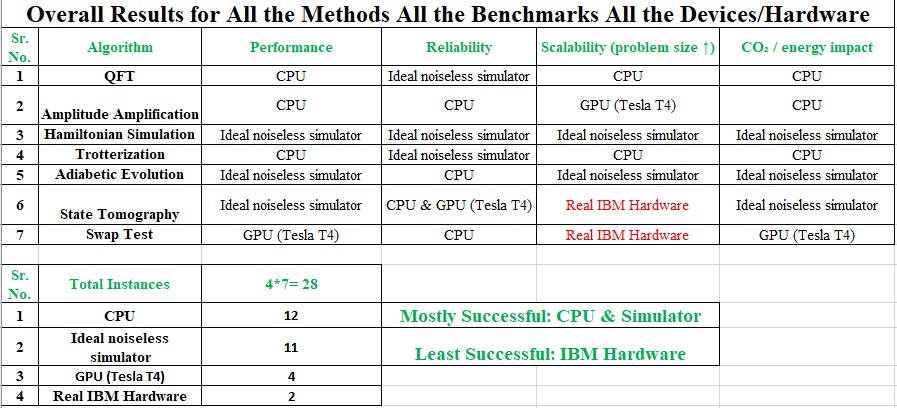 Overall Results for All the Methods All the Benchmarks All the Devices/Hardware
Sr. No. Algorithm Performance Reliability Scalability (problem size ↑) CO₂ / energy impact
1 QFT CPU Ideal noiseless simulator CPU CPU
2 Amplitude Amplification CPU CPU GPU (Tesla T4) CPU
3 Hamiltonian Simulation Ideal noiseless simulator Ideal noiseless simulator Ideal noiseless simulator Ideal noiseless simulator
4 Trotterization CPU Ideal noiseless simulator CPU CPU
5 Adiabetic Evolution Ideal noiseless simulator CPU Ideal noiseless simulator Ideal noiseless simulator
6 State Tomography Ideal noiseless simulator CPU & GPU (Tesla T4) Real IBM Hardware Ideal noiseless simulator
7 Swap Test GPU (Tesla T4) CPU Real IBM Hardware GPU (Tesla T4)
Sr. No. Total Instances 4*7= 28
1 CPU 12 Mostly Successful: CPU & Simulator
2 Ideal noiseless simulator 11 Least Successful: IBM Hardware
3 GPU (Tesla T4) 4
4 Real IBM Hardware 2